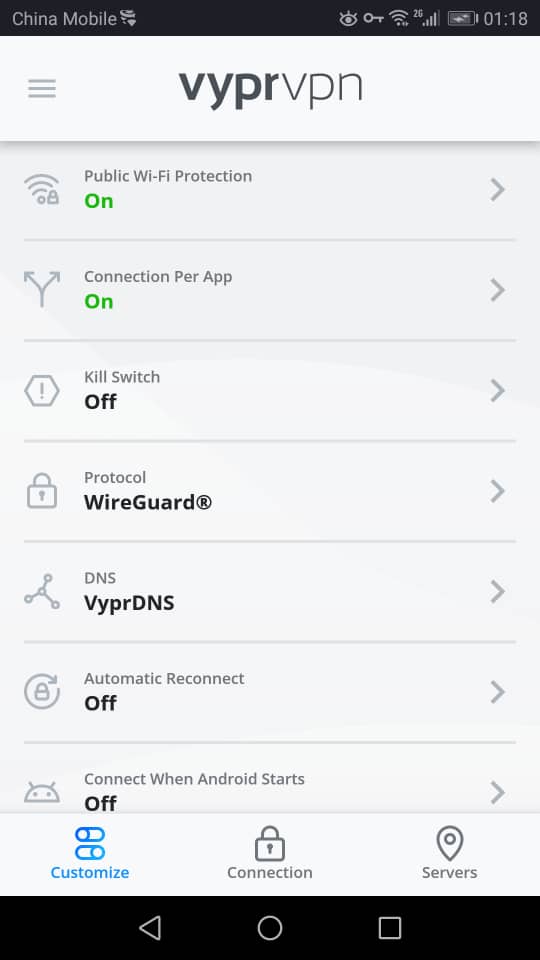 China Mobile
2G
01:18
vyprvpn
Public Wi-Fi Protection
On
Connection Per App
On
Kill Switch
Off
Protocol
WireGuard®
DNS
VyprDNS
Automatic Reconnect
Off
Connect When Android Starts
Off
Customize
Connection
Servers